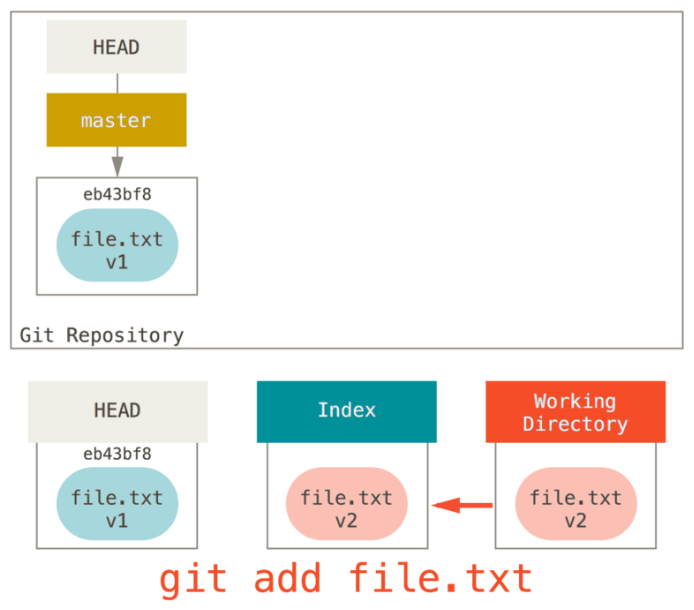 HEAD
master
eb43bf8
file.txt
v1
Git Repository
HEAD
Index
Working
Directory
eb43bf8
file.txt
v1
file.txt
v2
file.txt
v2
git add file.txt